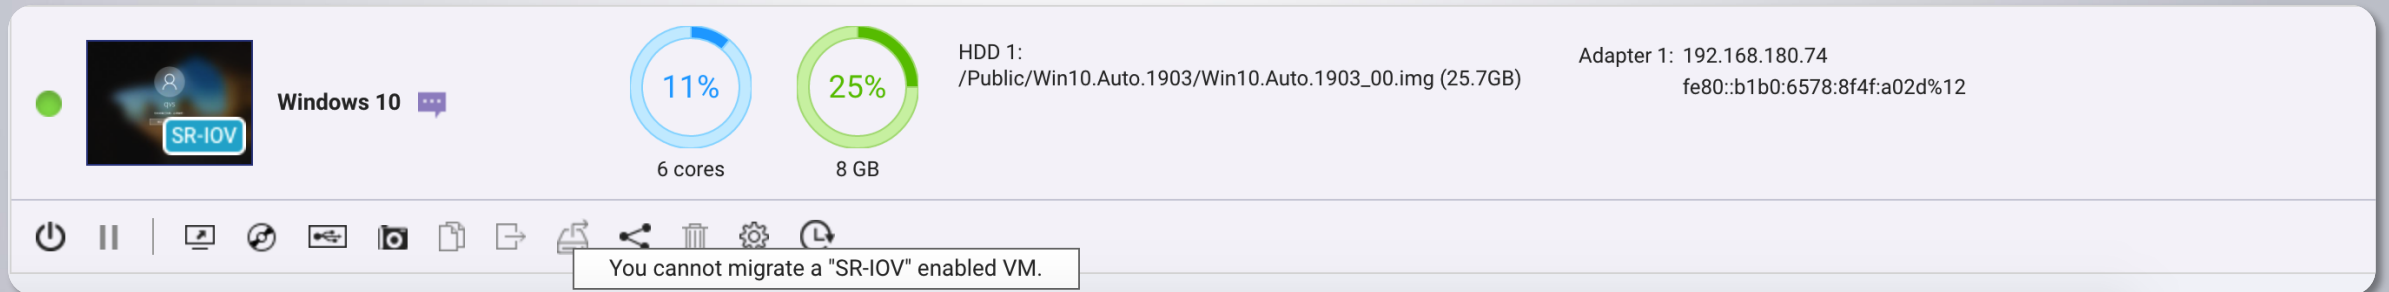 SR-IOV
Windows 10
11%
6 cores
25%
8 GB
HDD 1:
/Public/Win10.Auto.1903/Win10.Auto.1903_00.img (25.7GB)
Adapter 1: 192.168.180.74
fe80::b1b0:6578:8f4f:a02d%12
You cannot migrate a "SR-IOV" enabled VM.